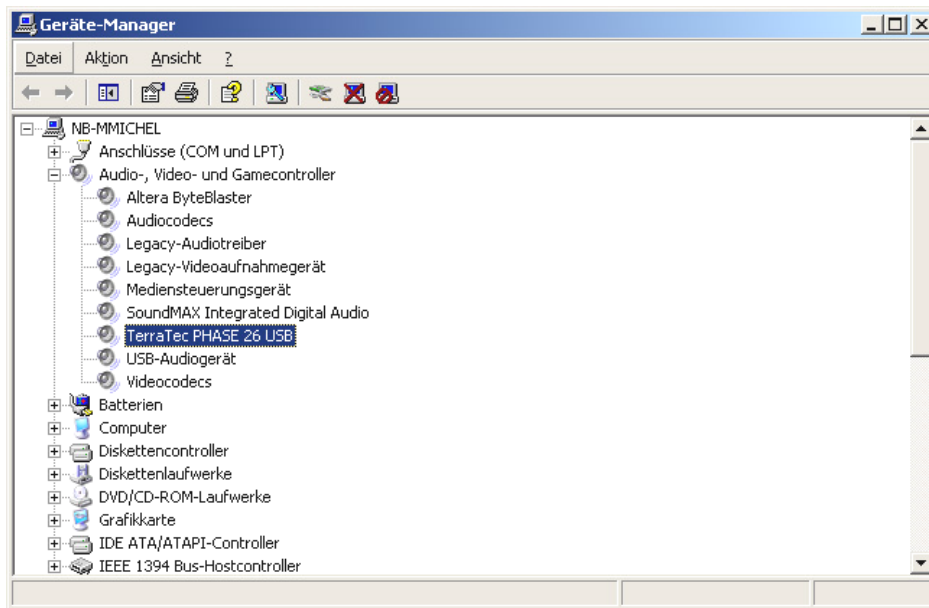 Geräte-Manager
Datei Aktion Ansicht ?
NB-MMICHEL
Anschlüsse (COM und LPT)
Audio-, Video- und Gamecontroller
Altera ByteBlaster
Audiocodecs
Legacy-Audiotreiber
Legacy-Videoaufnahmegerät
Mediensteuerungsgerät
SoundMAX Integrated Digital Audio
TerraTec PHASE 26 USB
USB-Audiogerät
Videocodecs
Batterien
Computer
Diskettencontroller
Diskettenlaufwerke
DVD/CD-ROM-Laufwerke
Grafikkarte
IDE ATA/ATAPI-Controller
IEEE 1394 Bus-Hostcontroller